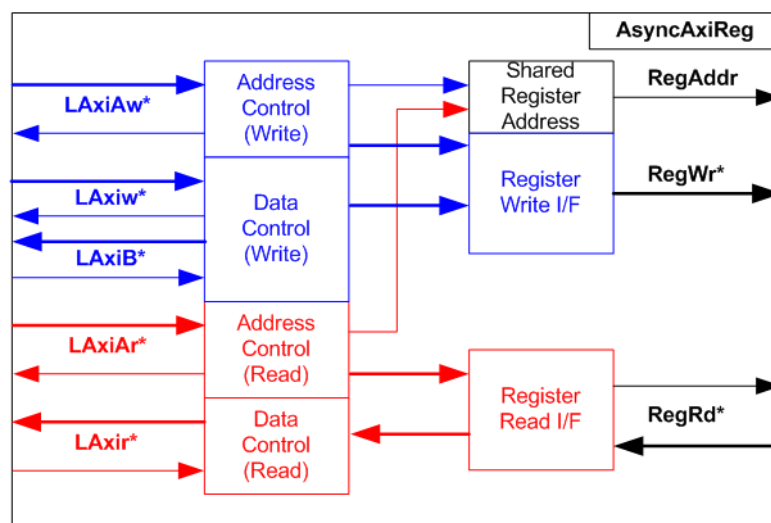 AsyncAxiReg
LAxiAw*
Address
Control
(Write)
Shared
Register
Address
RegAddr
LAxiw*
LAxiB*
Data
Control
(Write)
Register
Write I/F
RegWr*
LAxiAr*
Address
Control
(Read)
LAxir*
Data
Control
(Read)
Register
Read I/F
RegRd*